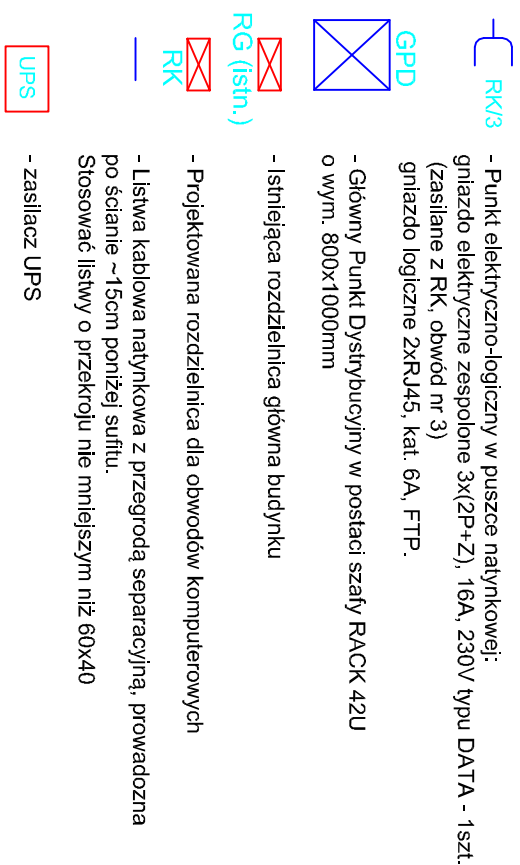 RK/3
- Punkt elektryczno-logiczny w puszce natynkowej:
gniazdo elektryczne zespolone 3x(2P+Z), 16A, 230V typu DATA - 1szt.
(zasilane z RK, obwód nr 3)
gniazdo logiczne 2xRJ45, kat. 6A, FTP.
GPD
- Główny Punkt Dystrybucyjny w postaci szafy RACK 42U
o wym. 800x1000mm
RG (istn.)
- Istniejąca rozdzielnica główna budynku
RK
- Projektowana rozdzielnica dla obwodów komputerowych
- Listwa kablowa natynkowa z przegrodą separacyjną, prowadozna
po ścianie ~15cm poniżej sufitu.
Stosować listwy o przekroju nie mniejszym niż 60x40
UPS
- zasilacz UPS